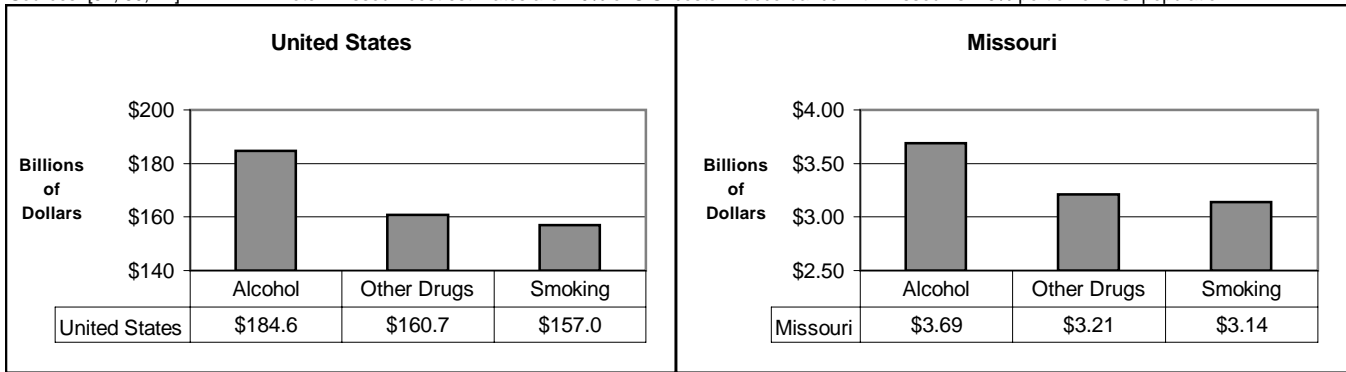 United States
$200
$180
$160
$140
Billions
of
Dollars
Alcohol Other Drugs Smoking
United States $184.6 $160.7 $157.0
Missouri
$4.00
$3.50
$3.00
$2.50
Billions
of
Dollars
Alcohol Other Drugs Smoking
Missouri $3.69 $3.21 $3.14